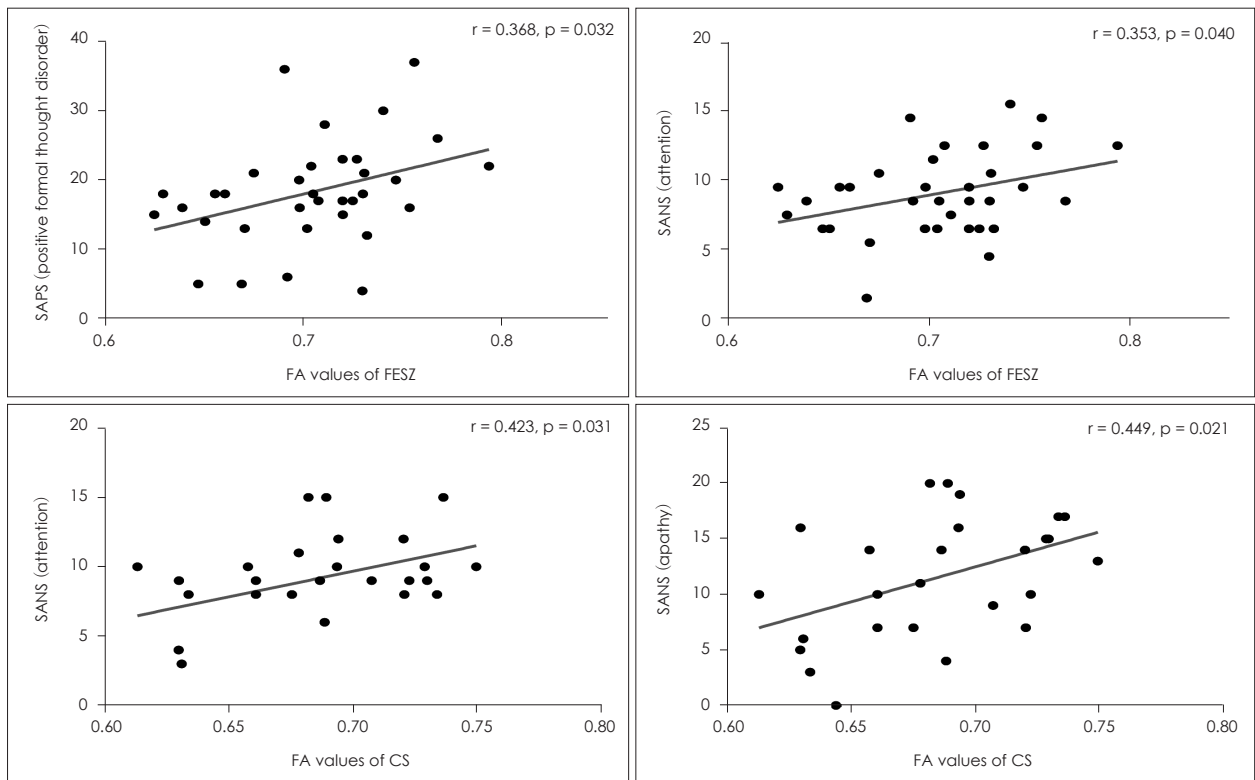 r = 0.368, p = 0.032
SAPS (positive formal thought disorder)
40
30
20
10
0
0.6 0.7 0.8
FA values of FESZ
r = 0.353, p = 0.040
SANS (attention)
20
15
10
5
0
0.6 0.7 0.8
FA values of FESZ
r = 0.423, p = 0.031
SANS (attention)
20
15
10
5
0
0.60 0.65 0.70 0.75 0.80
FA values of CS
r = 0.449, p = 0.021
SANS (apathy)
25
20
15
10
5
0
0.60 0.65 0.70 0.75 0.80
FA values of CS